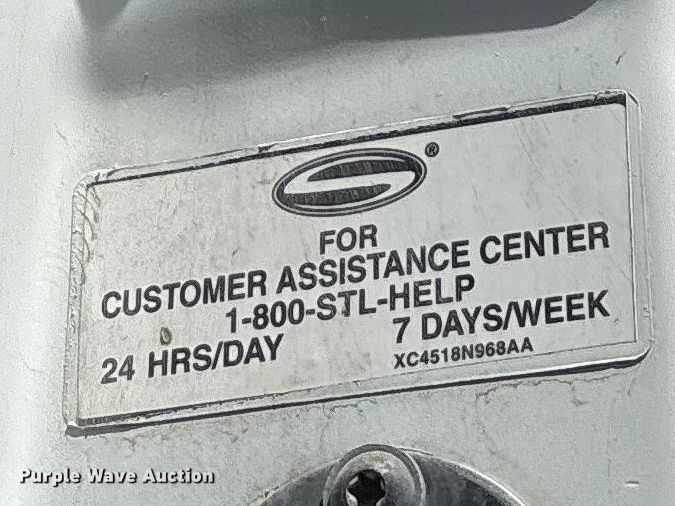 ®
FOR
CUSTOMER ASSISTANCE CENTER
1-800-STL-HELP
24 HRS/DAY 7 DAYS/WEEK
XC4518N968AA
Purple Wave Auction